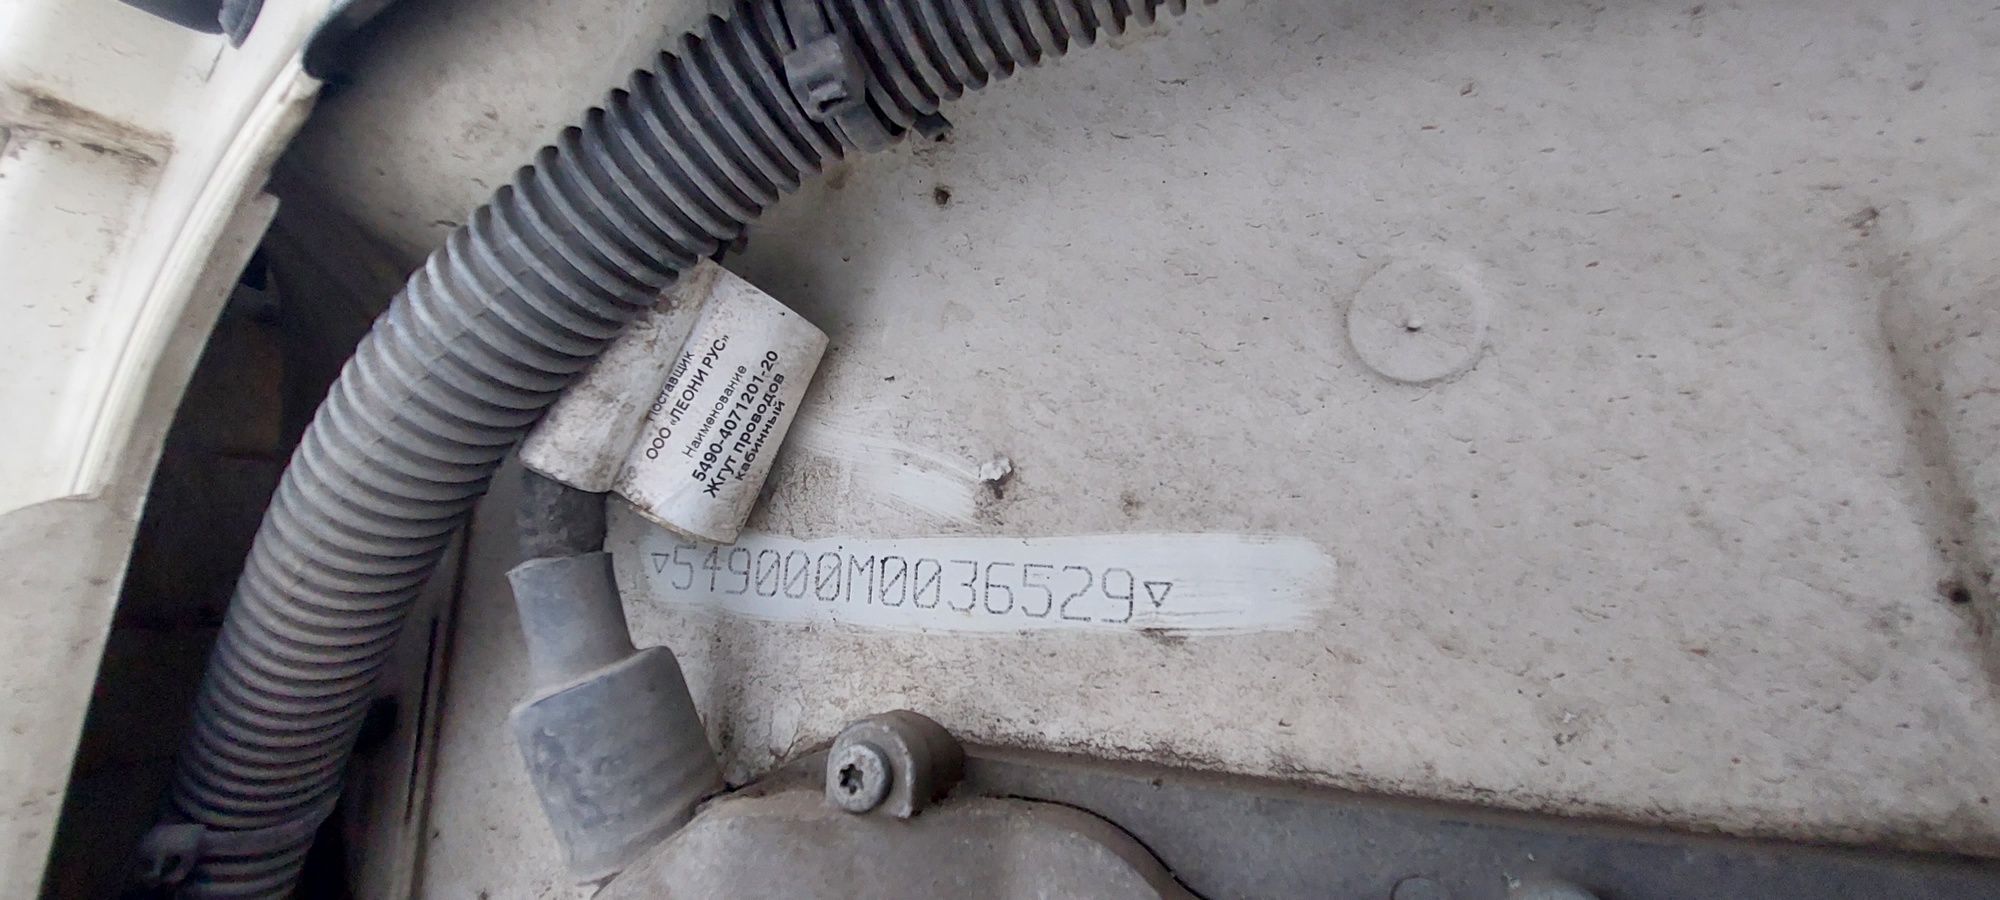 Поставщик
ООО «ЛЕОНИ РУС»
Наименование
5490-4071201-20
Жгут проводов
кабинный
▽549000M0036529▽